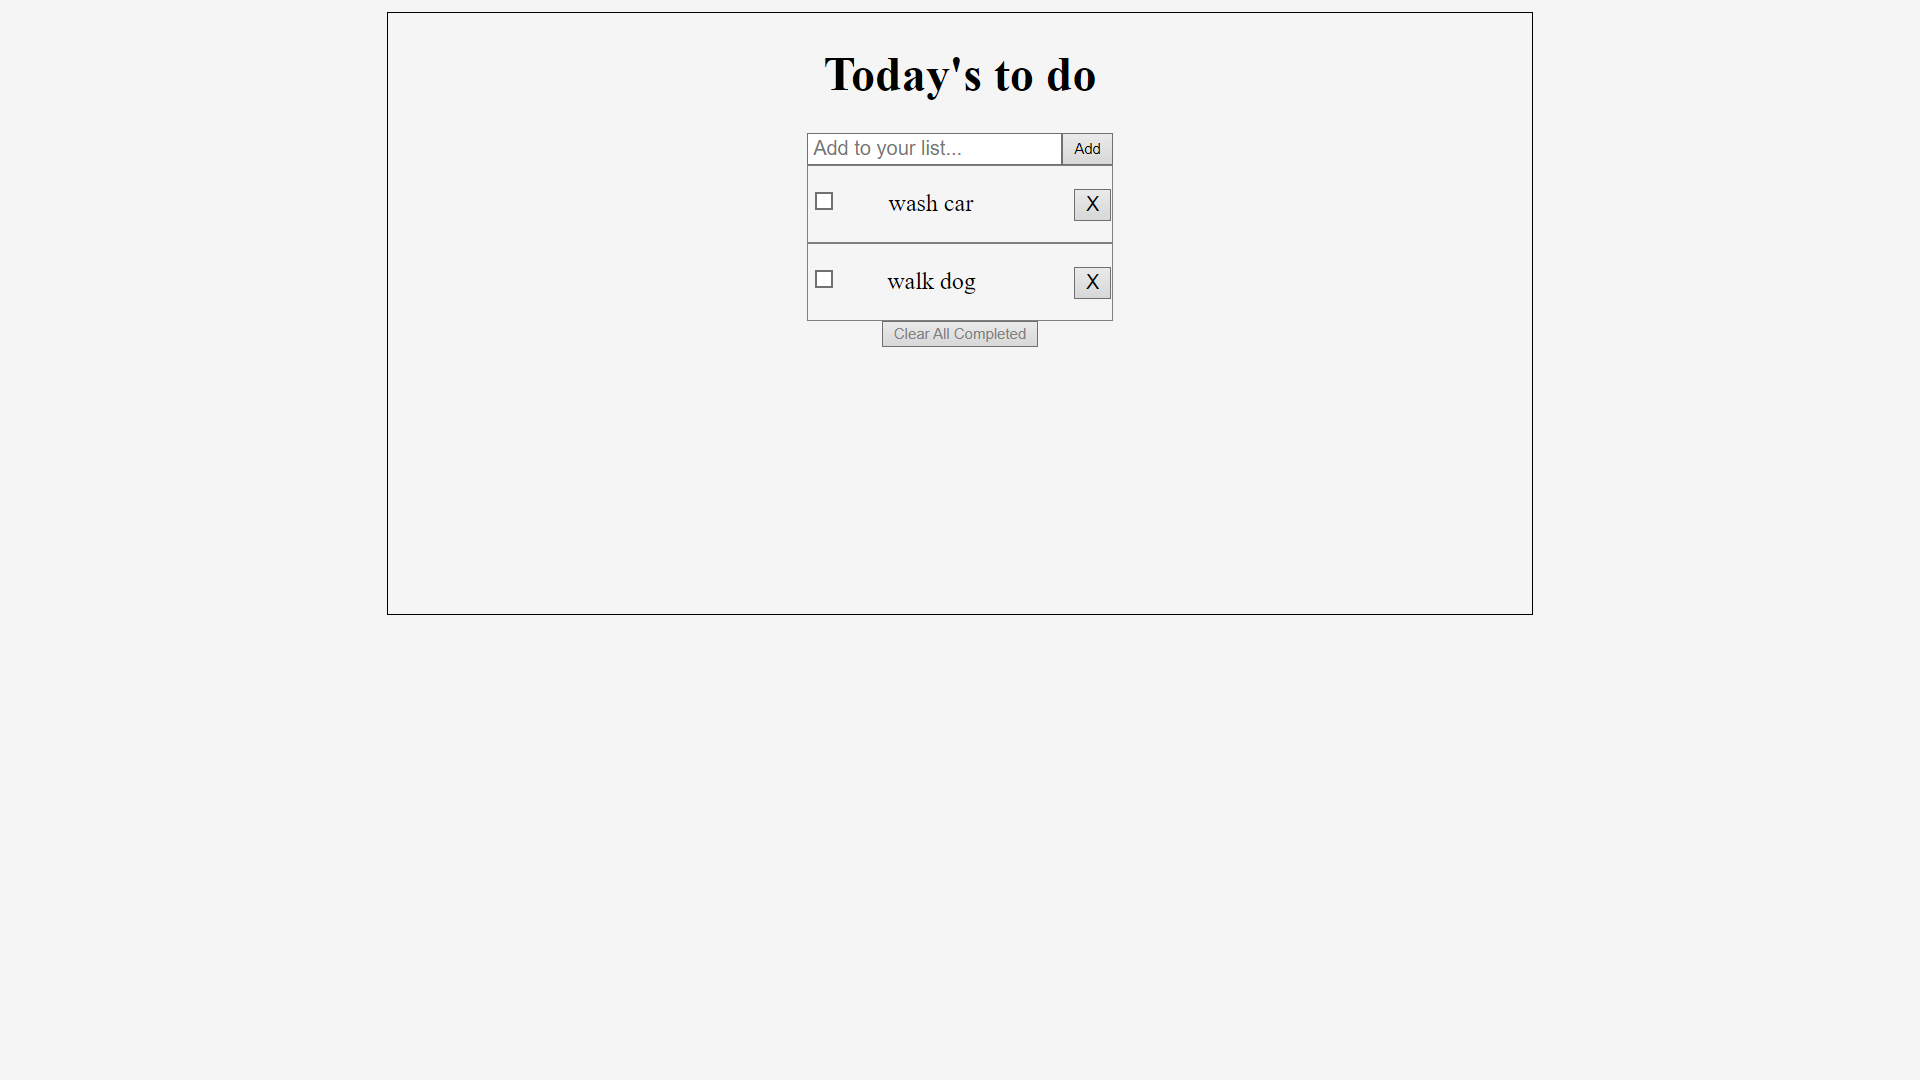 Today's to do
Add to your list... Add
wash car X
walk dog X
Clear All Completed